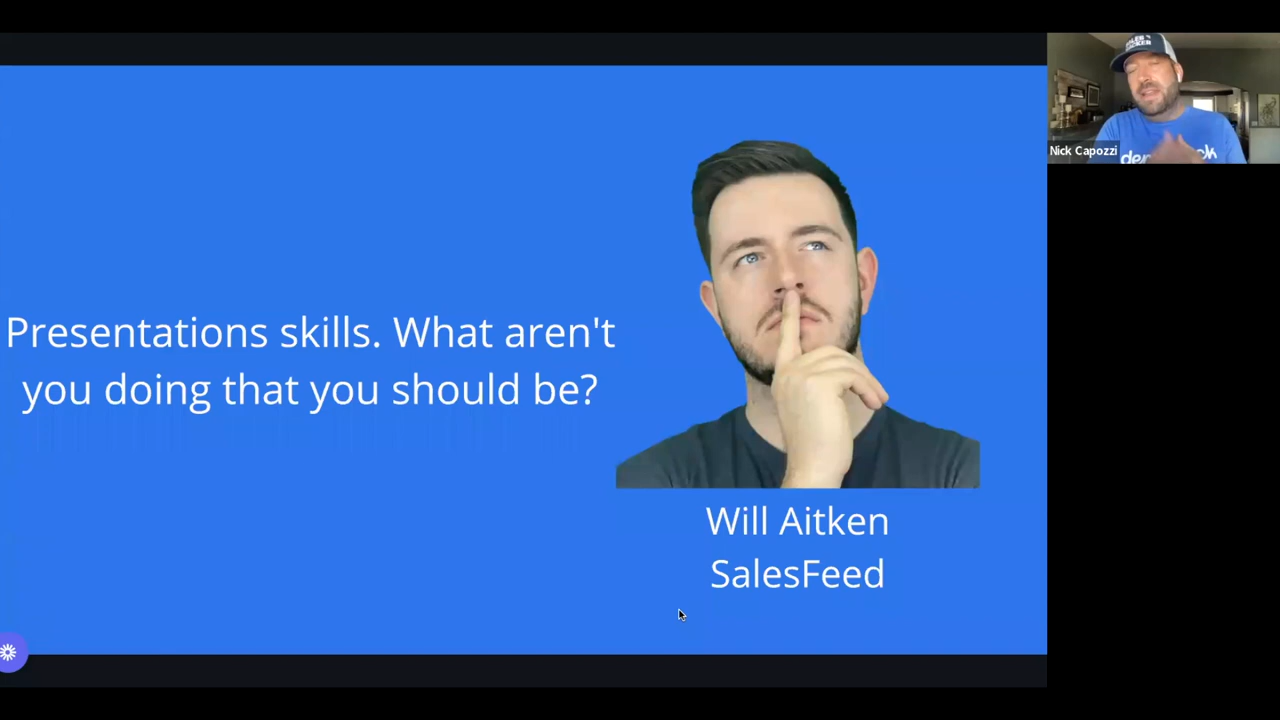 Presentations skills. What aren't
you doing that you should be?
Will Aitken
SalesFeed
Nick Capozzi